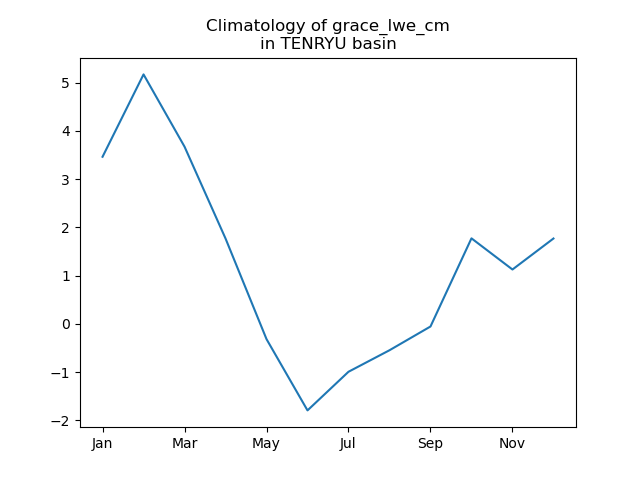 Climatology of grace_lwe_cm
in TENRYU basin
5
4
3
2
1
0
−1
−2
Jan
Mar
May
Jul
Sep
Nov